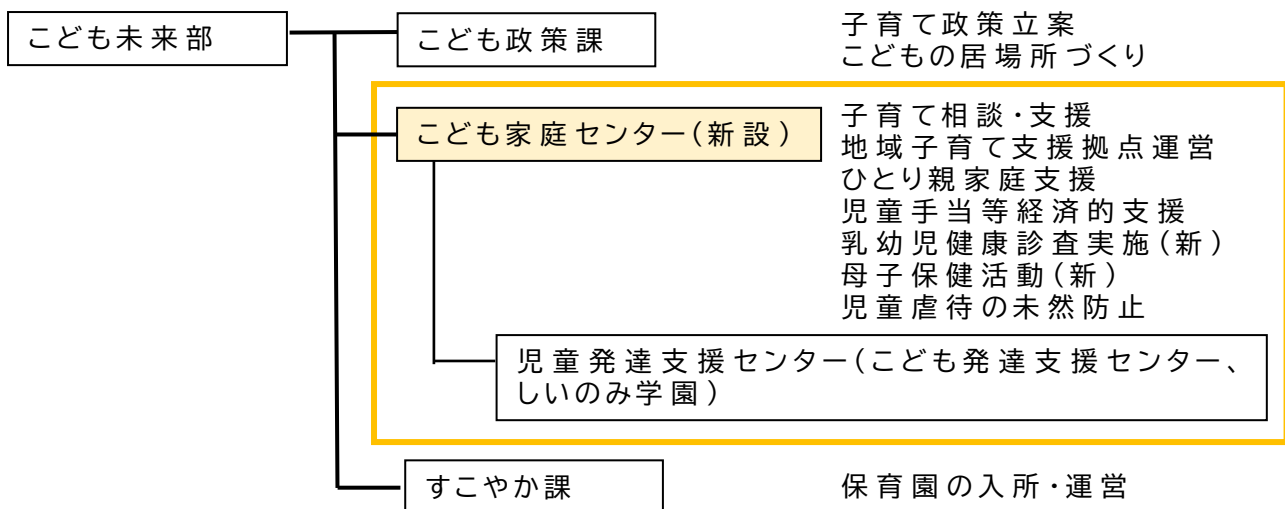 こども未来部
こども政策課
子育て政策立案
こどもの居場所づくり
こども家庭センター(新設)
子育て相談・支援
地域子育て支援拠点運営
ひとり親家庭支援
児童手当等経済的支援
乳幼児健康診査実施(新)
母子保健活動(新)
児童虐待の未然防止
児童発達支援センター(こども発達支援センター、
しいのみ学園)
すこやか課
保育園の入所・運営